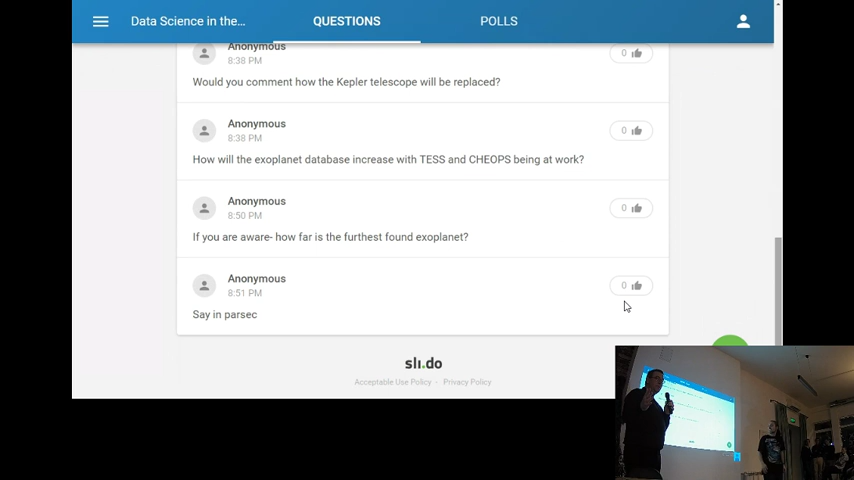 Data Science in the...
QUESTIONS
POLLS
Anonymous
8:38 PM
0
Would you comment how the Kepler telescope will be replaced?
Anonymous
8:38 PM
0
How will the exoplanet database increase with TESS and CHEOPS being at work?
Anonymous
8:50 PM
0
If you are aware- how far is the furthest found exoplanet?
Anonymous
8:51 PM
0
Say in parsec
sli.do
Acceptable Use Policy - Privacy Policy